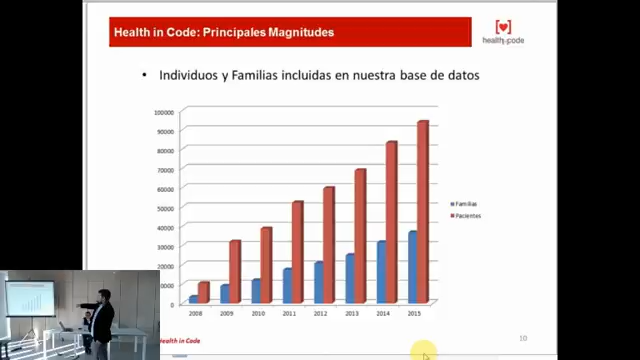 Health in Code: Principales Magnitudes
health in code
• Individuos y Familias incluidas en nuestra base de datos
100000
90000
80000
70000
60000
50000
40000
30000
20000
10000
0
2008 2009 2010 2011 2012 2013 2014 2015
Familias
Pacientes
Health in Code
10